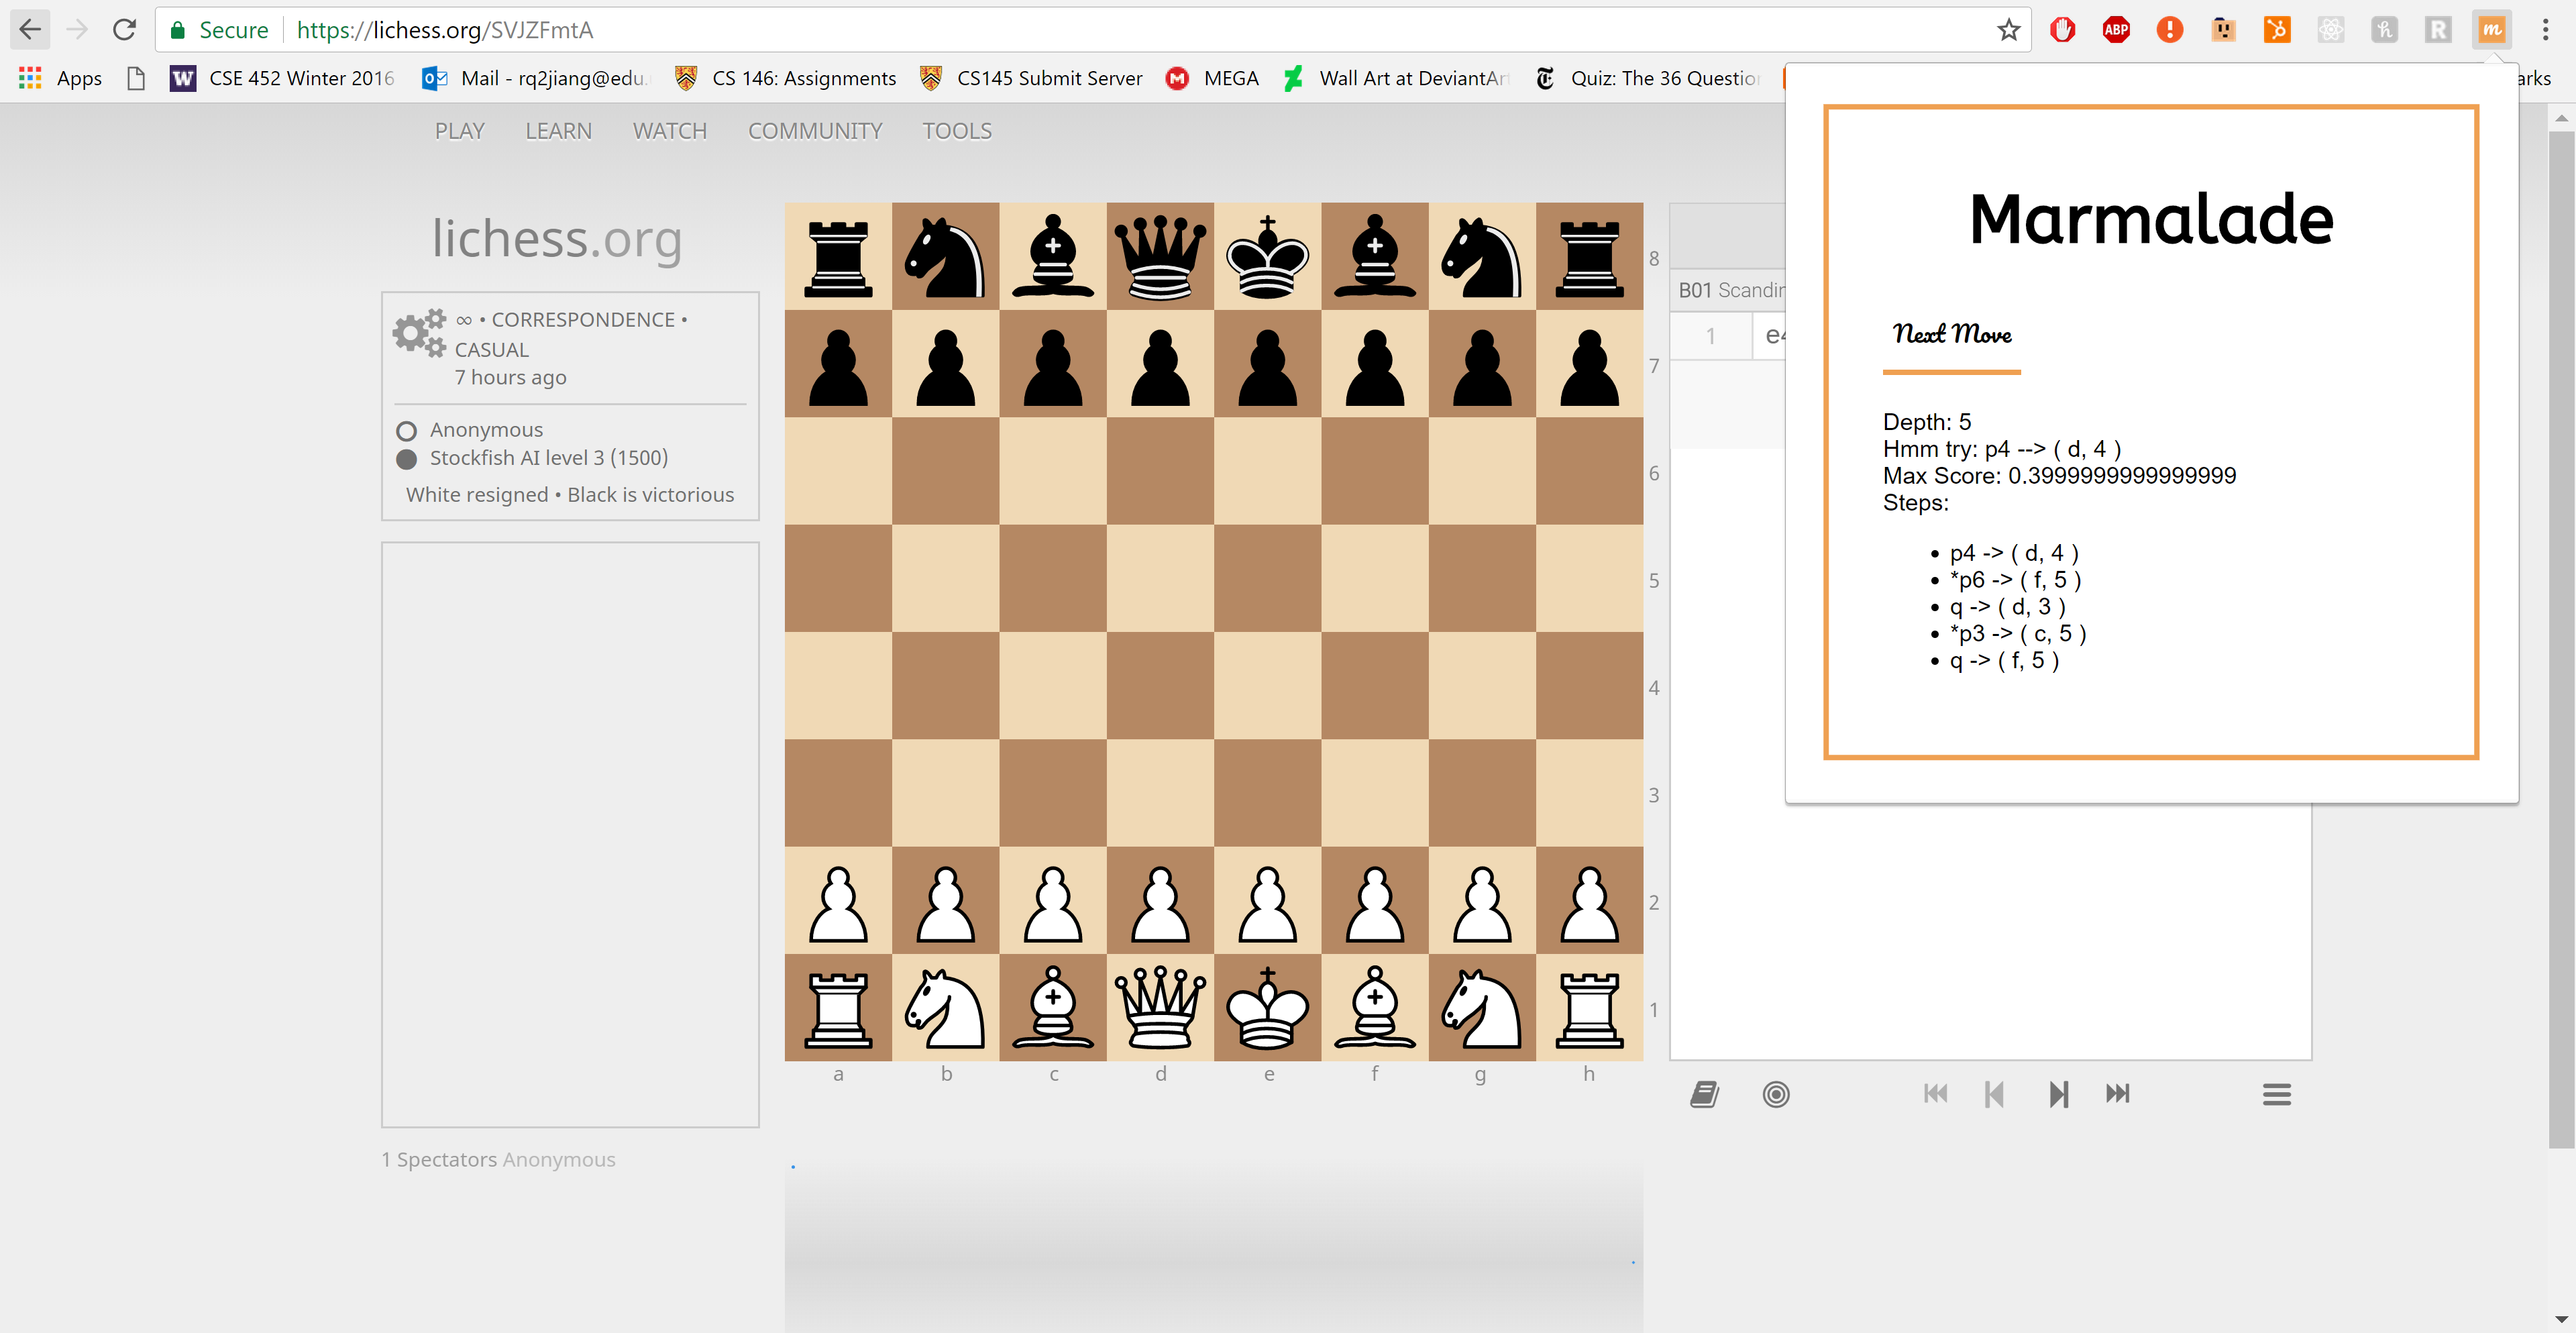 Secure https://lichess.org/SVJZFmtA
ABP
m
Apps
W CSE 452 Winter 2016
Mail - rq2jiang@edu.
CS 146: Assignments
CS145 Submit Server
MEGA
Wall Art at DeviantAr
Quiz: The 36 Question
arks
PLAY LEARN WATCH COMMUNITY TOOLS
lichess.org
∞ • CORRESPONDENCE •
CASUAL
7 hours ago
Anonymous
Stockfish AI level 3 (1500)
White resigned • Black is victorious
1 Spectators Anonymous
8
7
6
5
4
3
2
1
a b c d e f g h
B01 Scandin
1 e4
Marmalade
Next Move
Depth: 5
Hmm try: p4 --> ( d, 4 )
Max Score: 0.3999999999999999
Steps:
• p4 -> ( d, 4 )
• *p6 -> ( f, 5 )
• q -> ( d, 3 )
• *p3 -> ( c, 5 )
• q -> ( f, 5 )